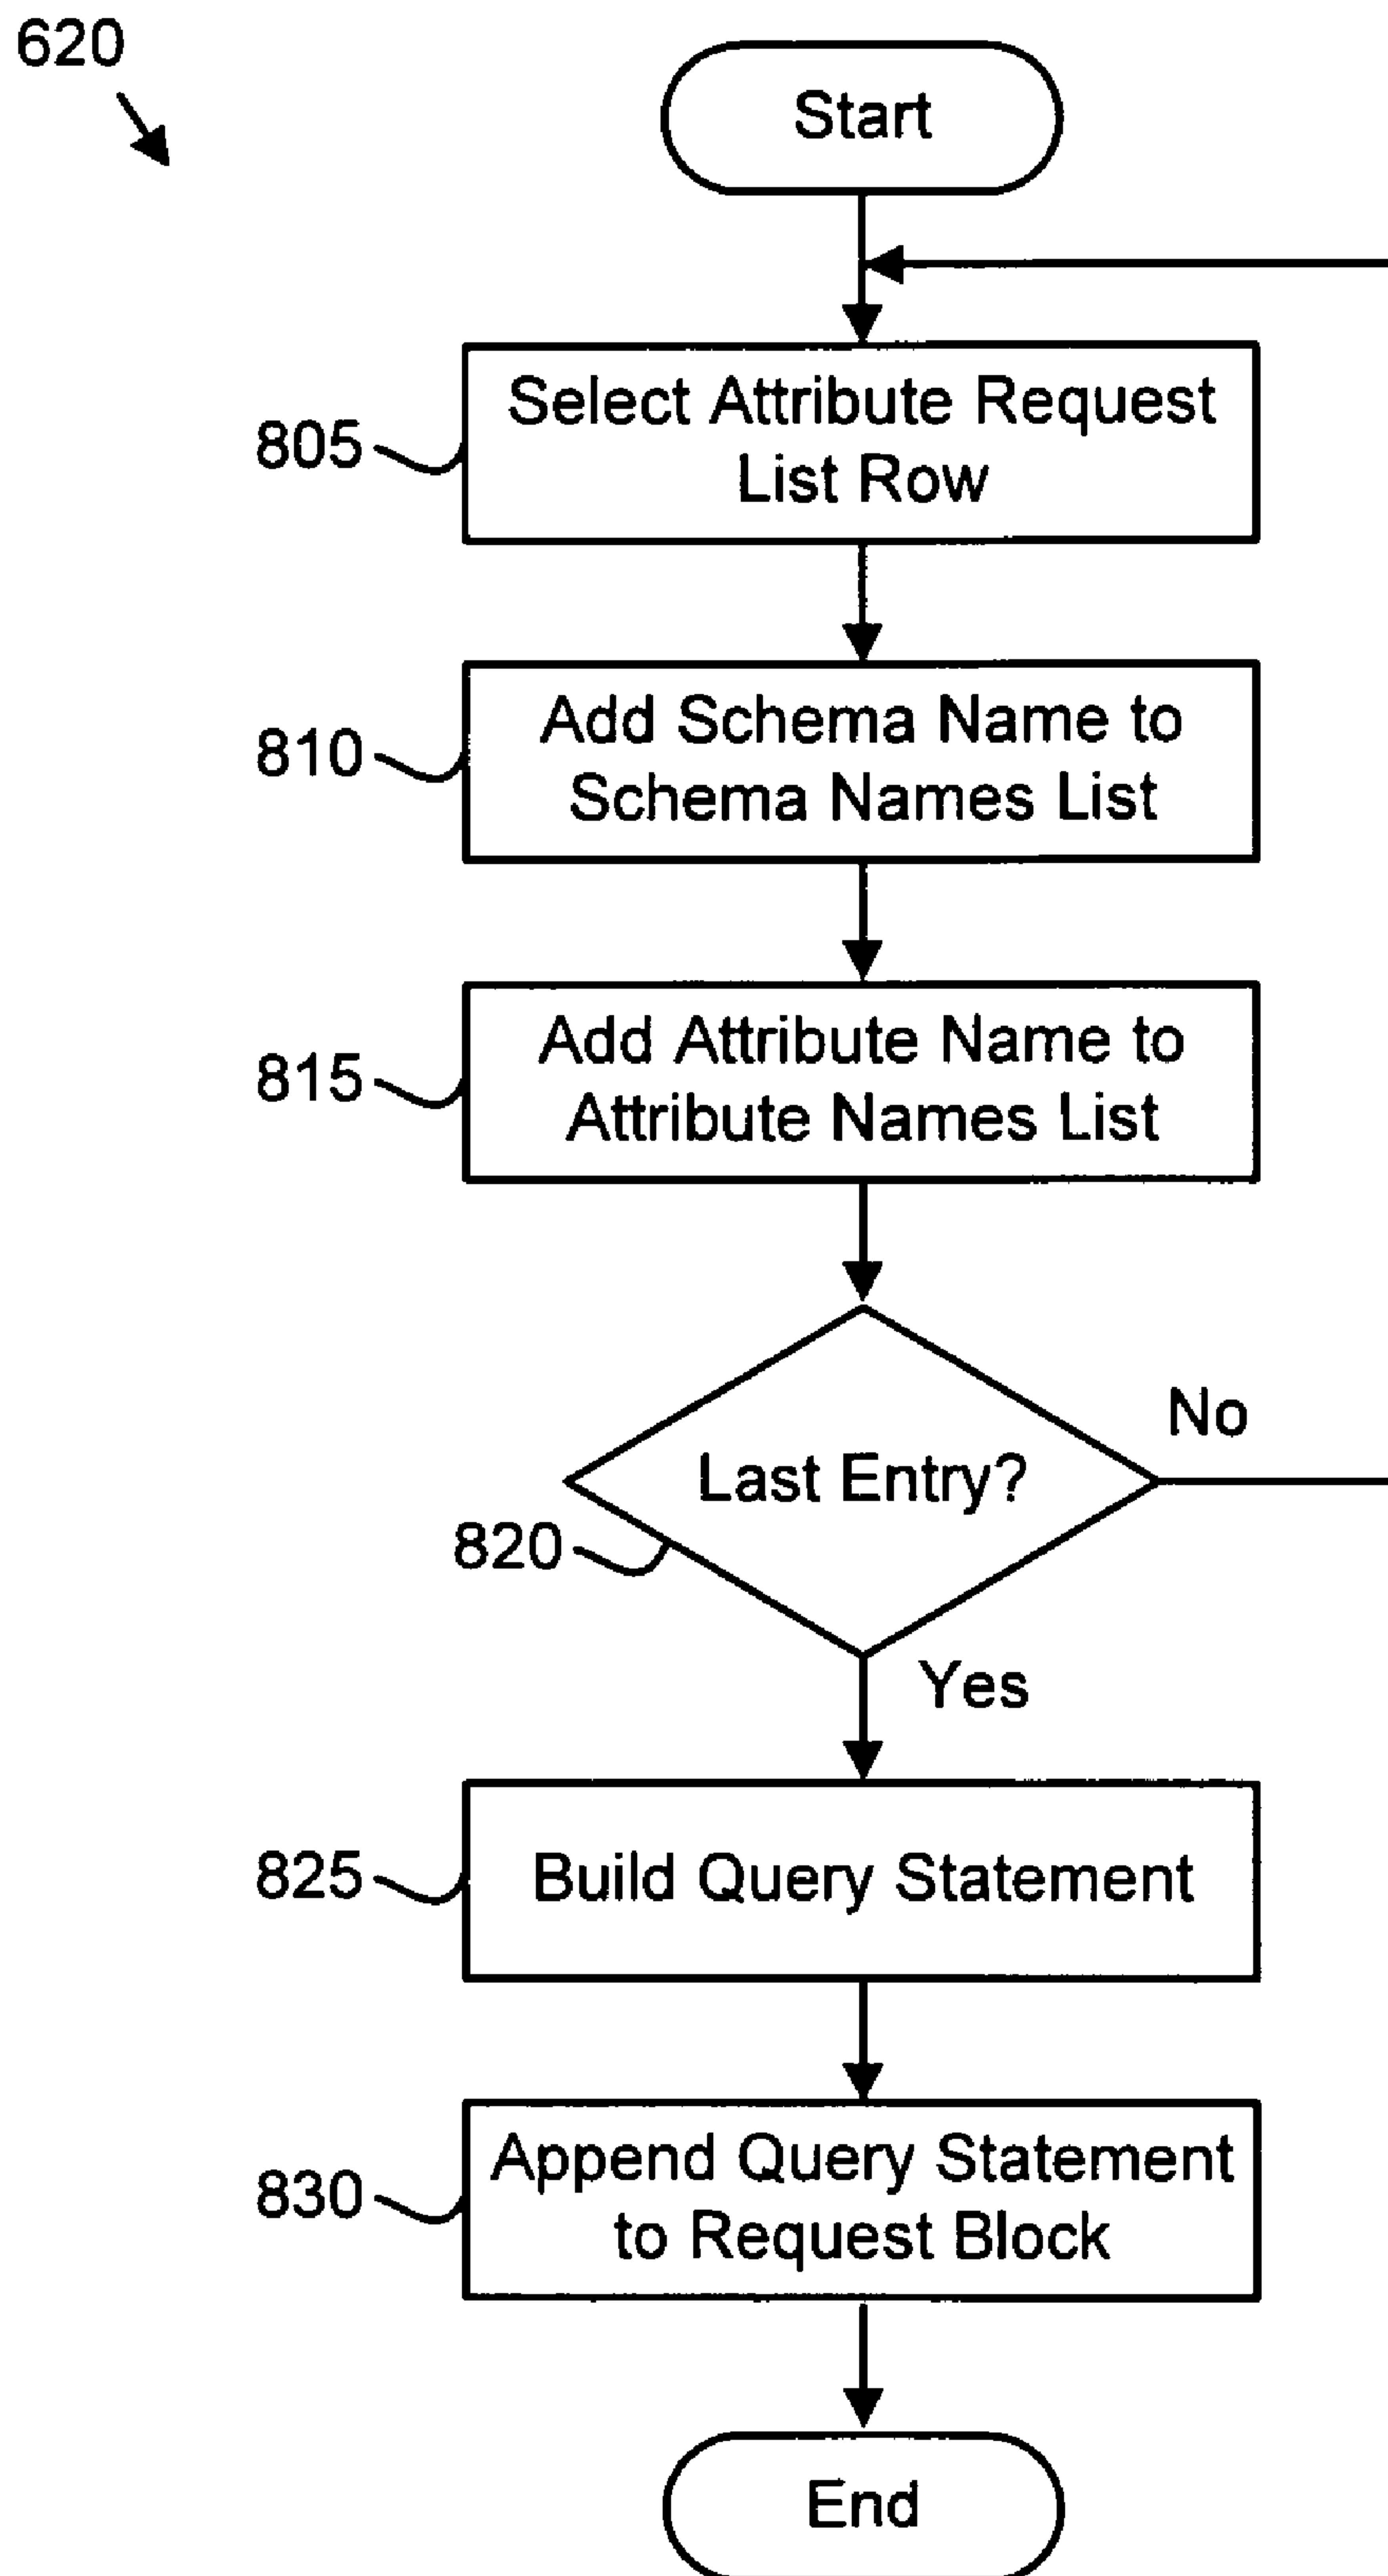 620
Start
805
Select Attribute Request
List Row
810
Add Schema Name to
Schema Names List
815
Add Attribute Name to
Attribute Names List
Last Entry?
No
820
Yes
825
Build Query Statement
830
Append Query Statement
to Request Block
End